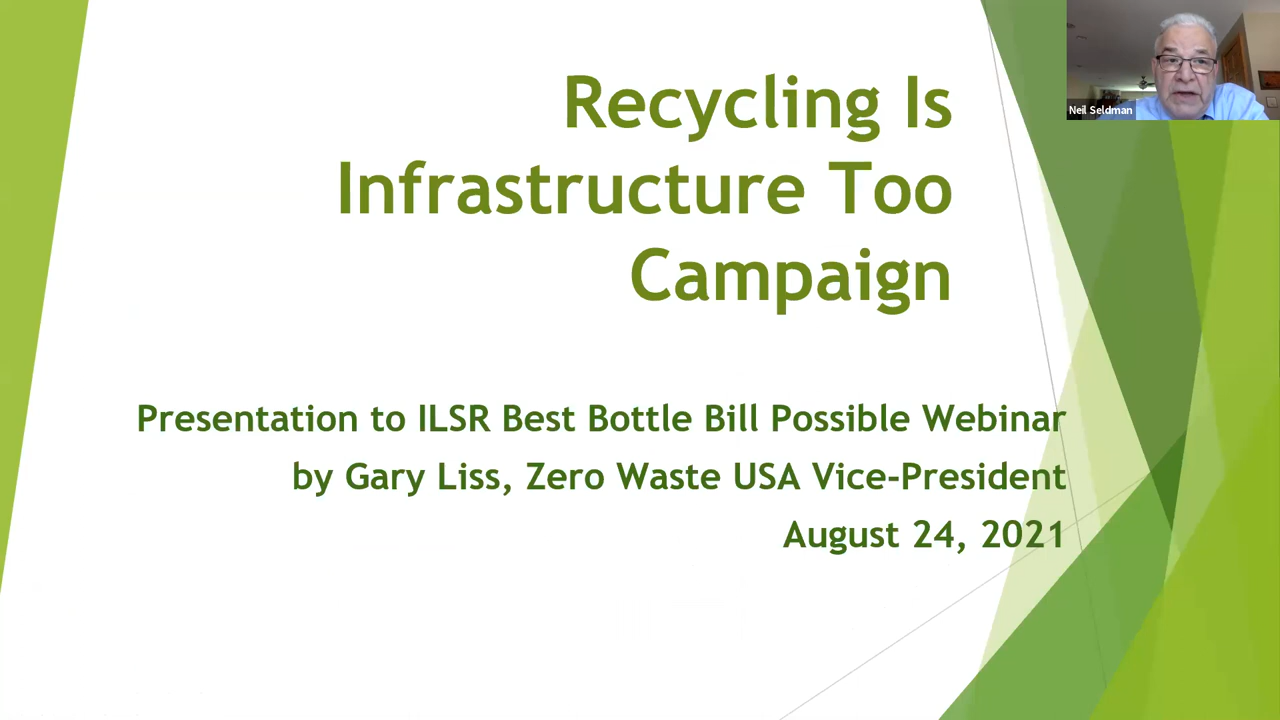 Recycling Is
Infrastructure Too
Campaign
Neil Seldman
Presentation to ILSR Best Bottle Bill Possible Webinar
by Gary Liss, Zero Waste USA Vice-President
August 24, 2021